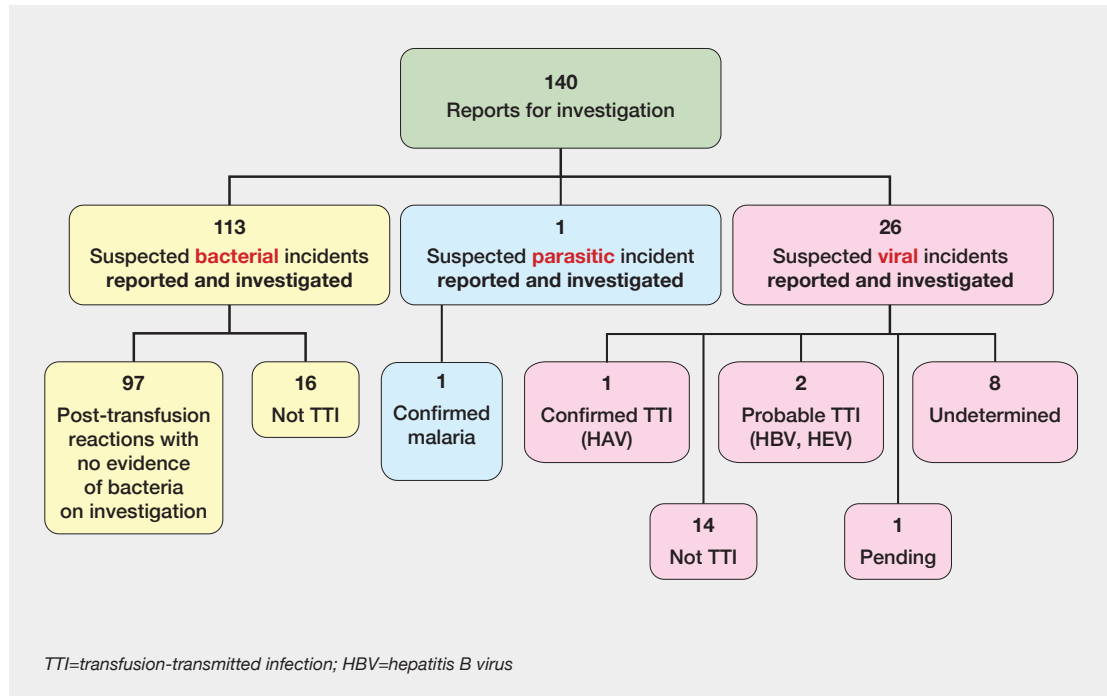 140
Reports for investigation
113
Suspected bacterial incidents
reported and investigated
1
Suspected parasitic incident
reported and investigated
26
Suspected viral incidents
reported and investigated
97
Post-transfusion
reactions with
no evidence
of bacteria
on investigation
16
Not TTI
1
Confirmed
malaria
1
Confirmed TTI
(HAV)
2
Probable TTI
(HBV, HEV)
8
Undetermined
14
Not TTI
1
Pending
TTI=transfusion-transmitted infection; HBV=hepatitis B virus